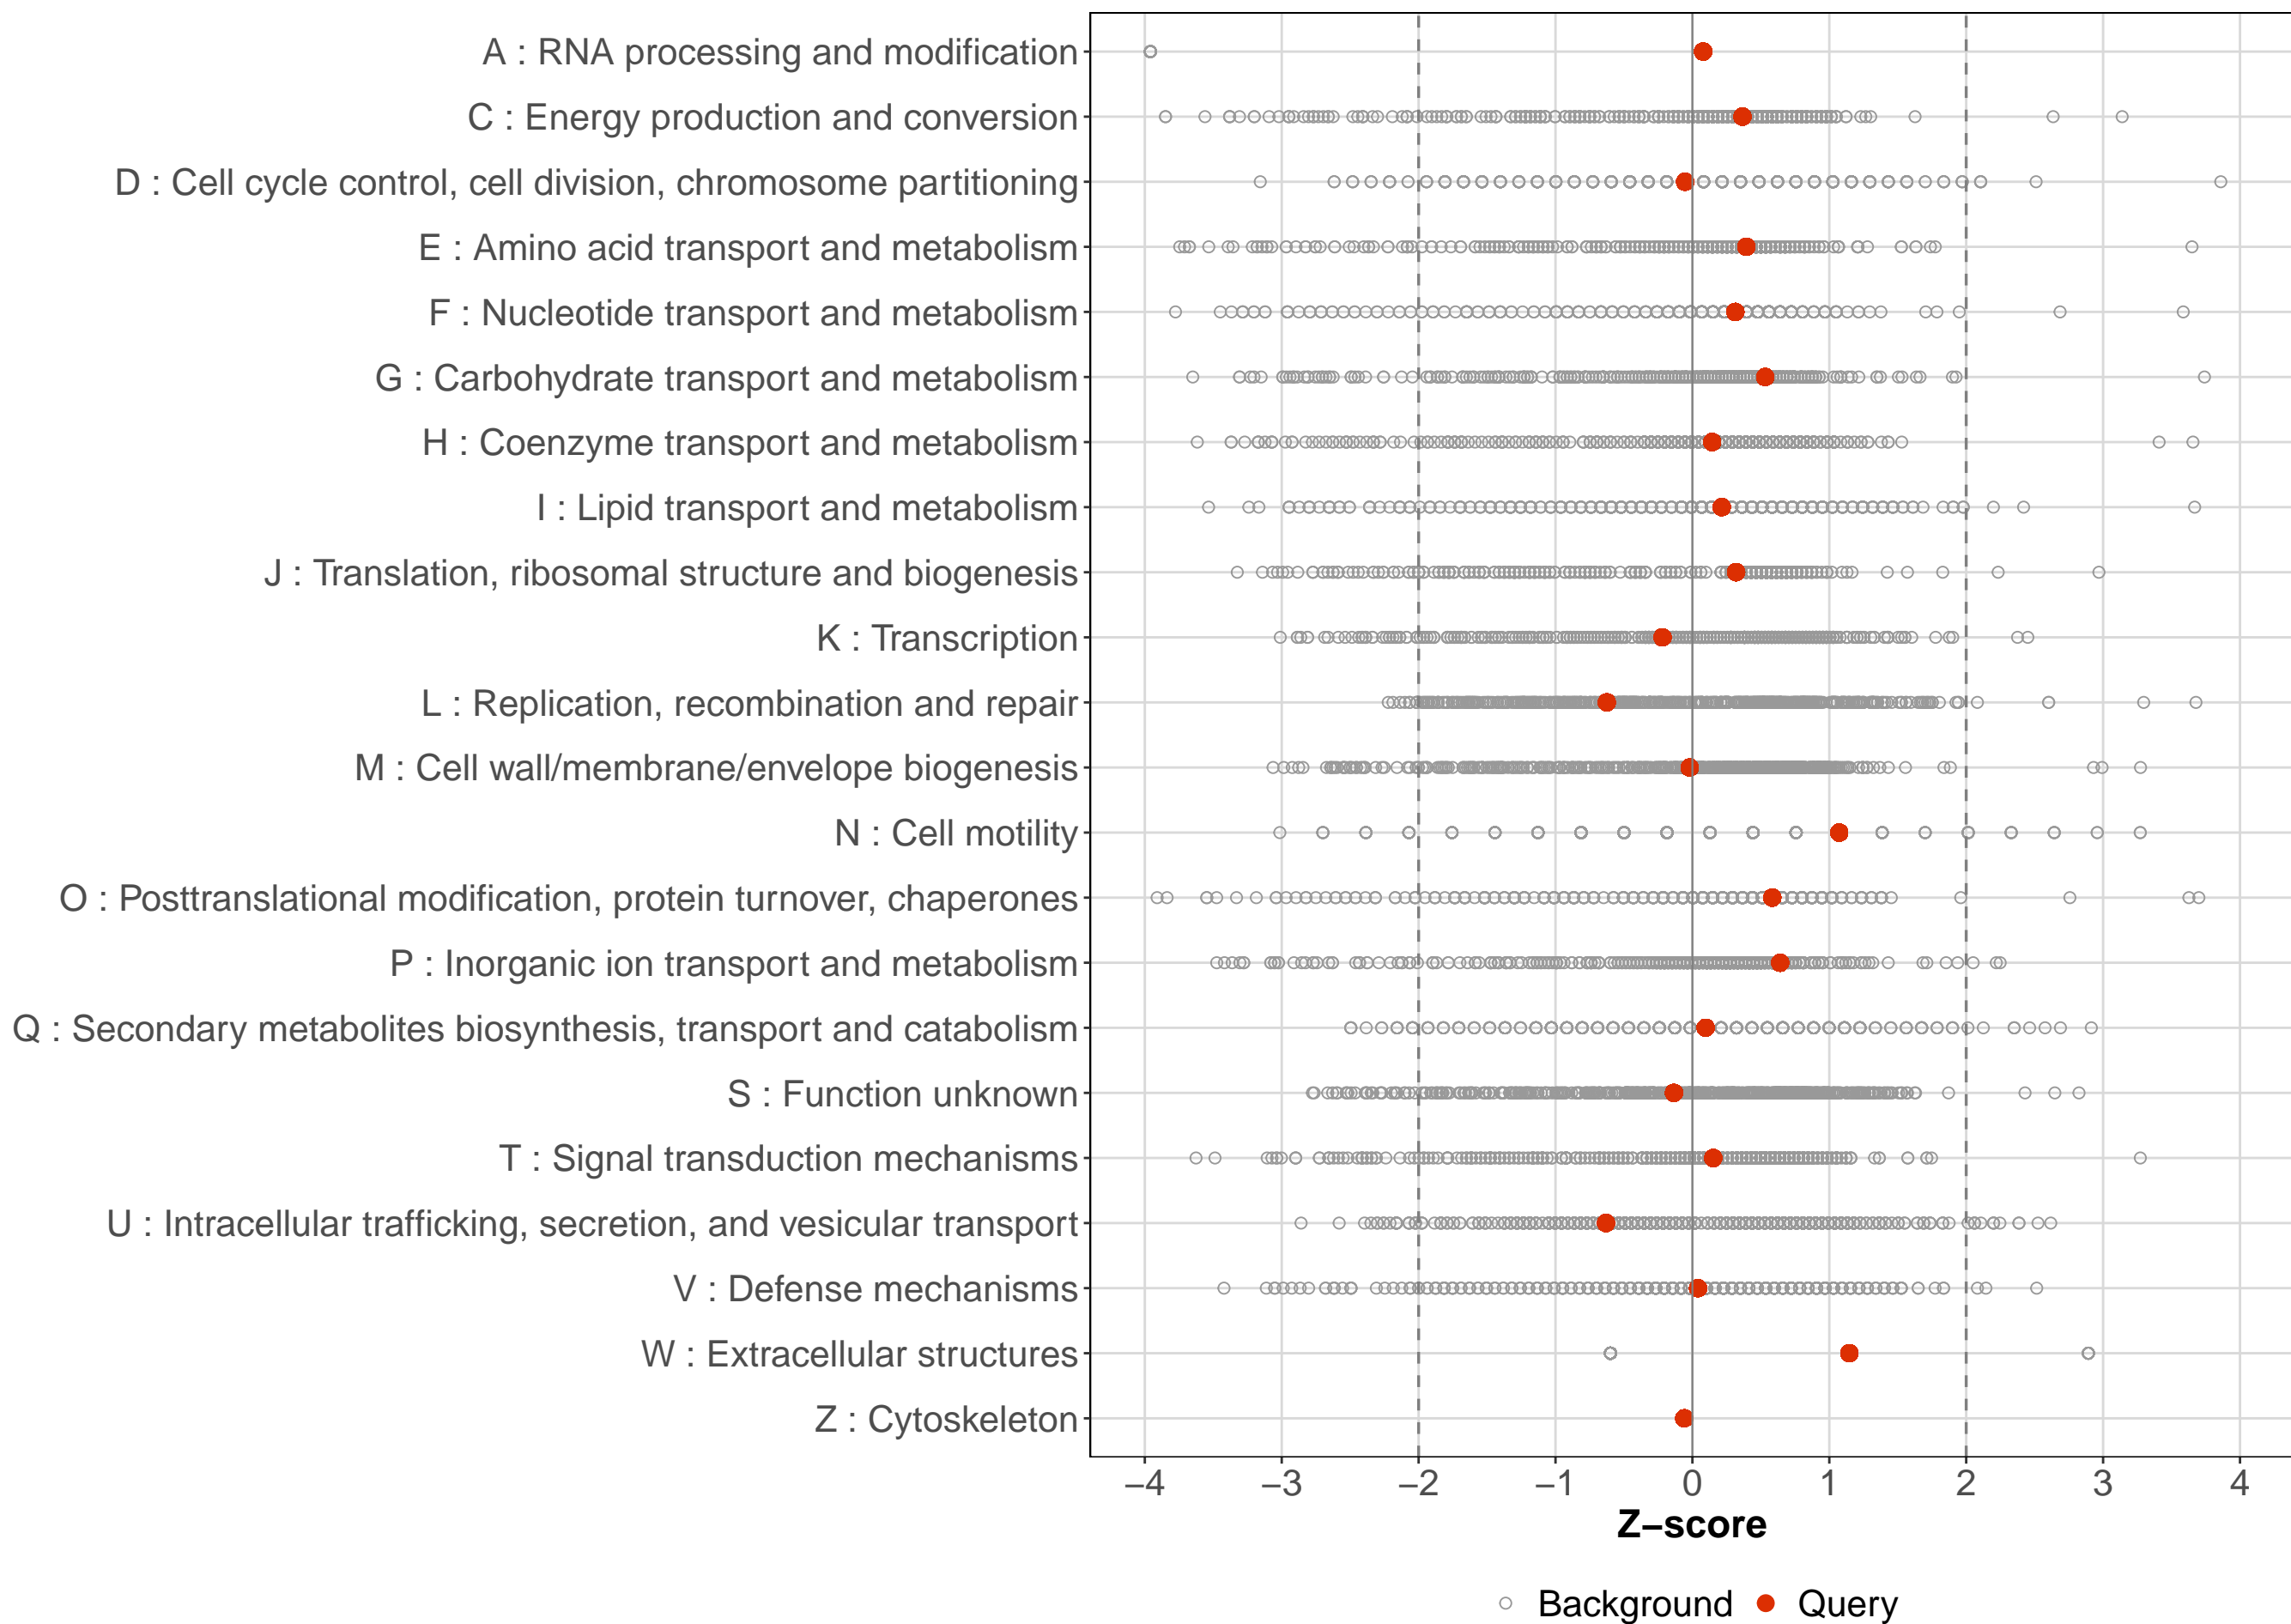 A : RNA processing and modification
C : Energy production and conversion
D : Cell cycle control, cell division, chromosome partitioning
E : Amino acid transport and metabolism
F : Nucleotide transport and metabolism
G : Carbohydrate transport and metabolism
H : Coenzyme transport and metabolism
I : Lipid transport and metabolism
J : Translation, ribosomal structure and biogenesis
K : Transcription
L : Replication, recombination and repair
M : Cell wall/membrane/envelope biogenesis
N : Cell motility
O : Posttranslational modification, protein turnover, chaperones
P : Inorganic ion transport and metabolism
Q : Secondary metabolites biosynthesis, transport and catabolism
S : Function unknown
T : Signal transduction mechanisms
U : Intracellular trafficking, secretion, and vesicular transport
V : Defense mechanisms
W : Extracellular structures
Z : Cytoskeleton
−4 −3 −2 −1 0 1 2 3 4
Z−score
Background Query